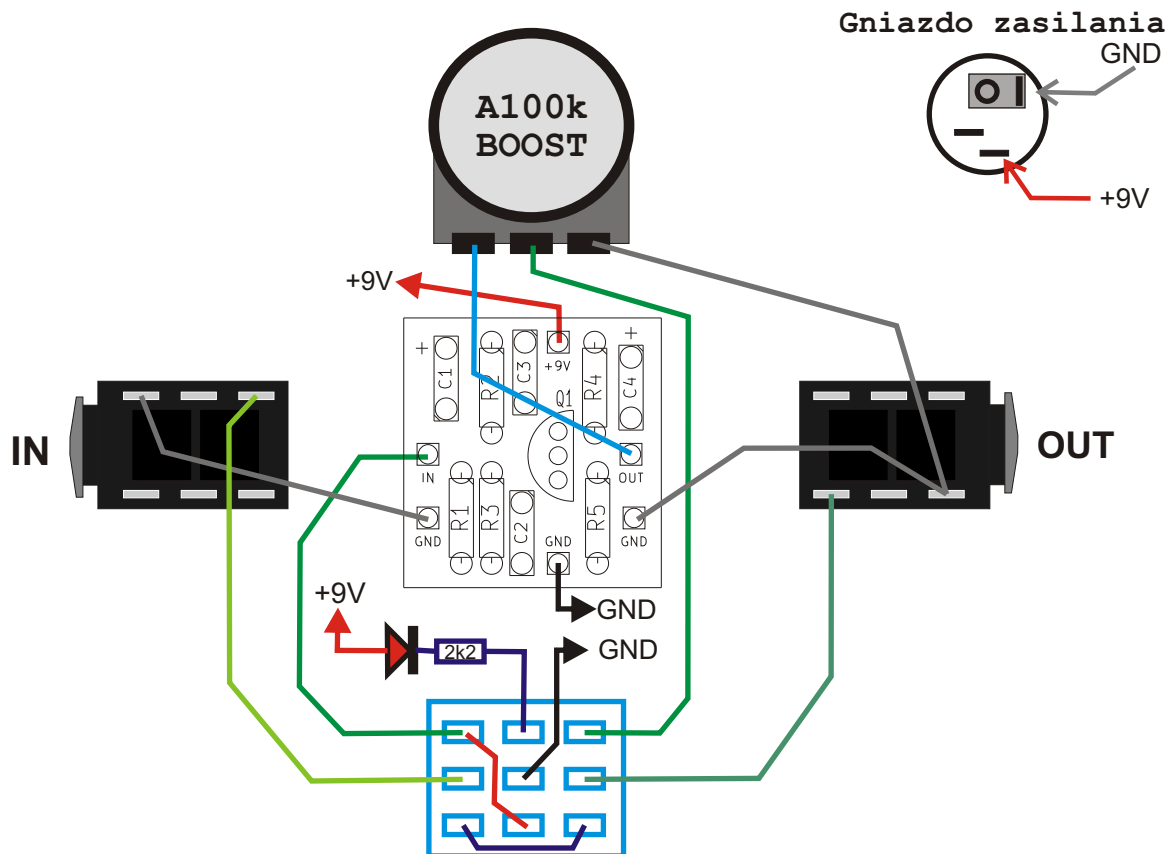 Gniazdo zasilania
GND
+9V
A100k
BOOST
+9V
+
C1
R2
C3
+9V
R4
+
C4
Q1
IN
OUT
IN
OUT
R1
R3
C2
R5
GND
GND
GND
GND
+9V
2k2
GND